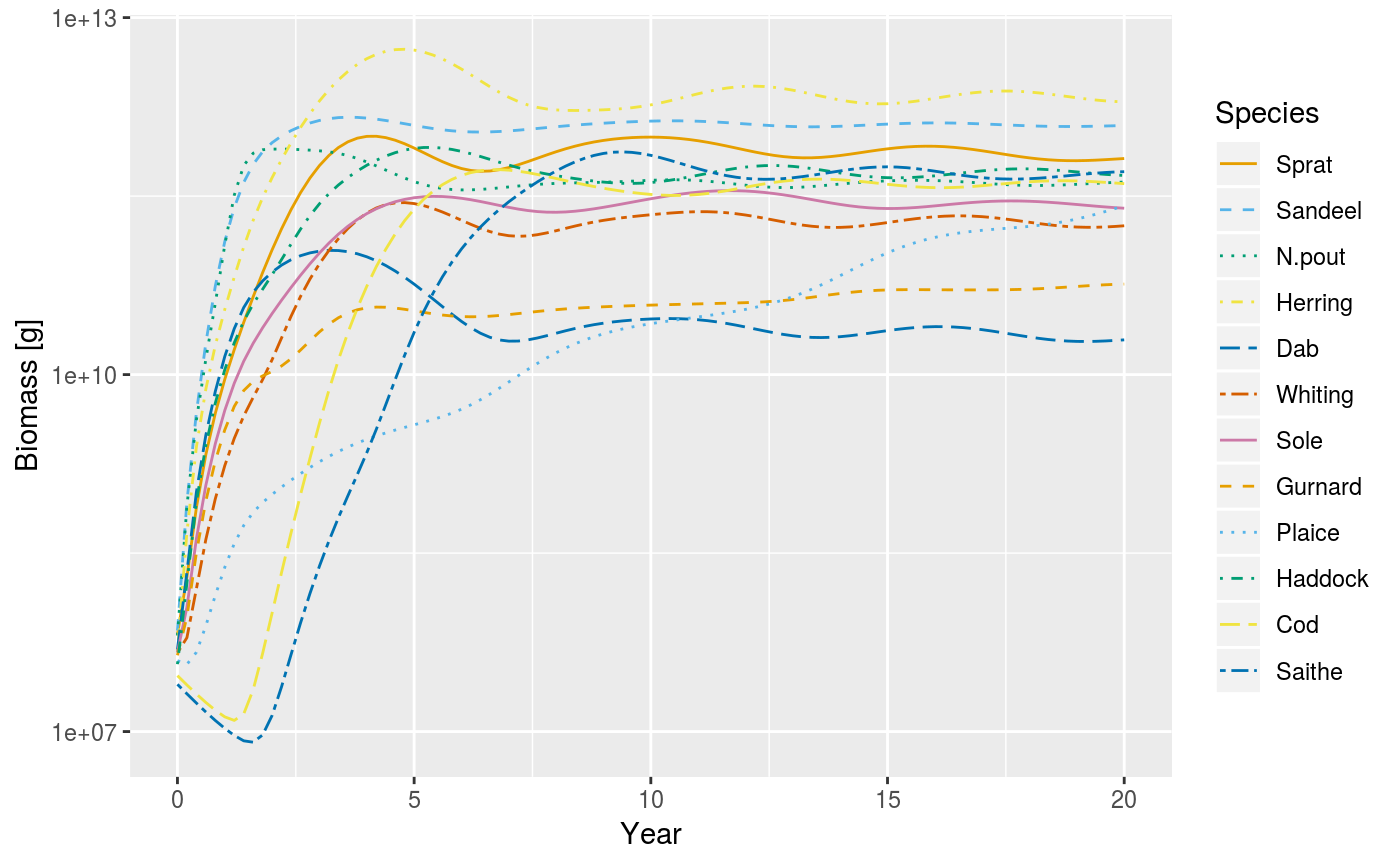 1e+13
1e+10
1e+07
Biomass [g]
0 5 10 15 20
Year
Species
Sprat
Sandeel
N.pout
Herring
Dab
Whiting
Sole
Gurnard
Plaice
Haddock
Cod
Saithe